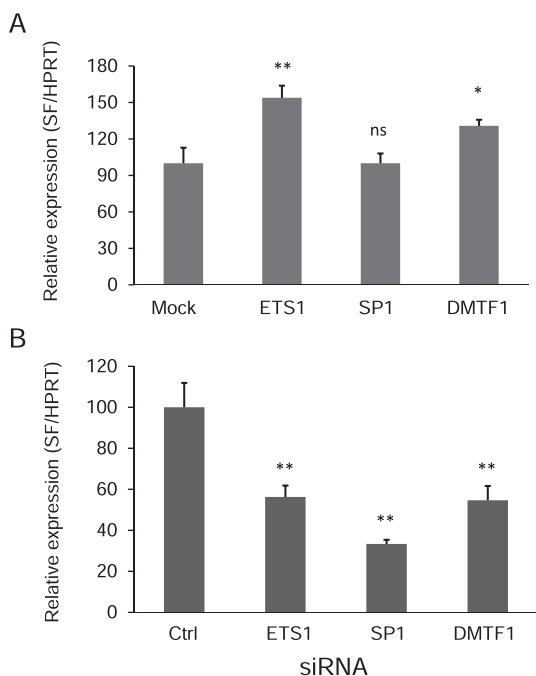 A
Relative expression (SF/HPRT)
180
150
120
90
60
30
0
**
ns
*
Mock ETS1 SP1 DMTF1
B
Relative expression (SF/HPRT)
120
100
80
60
40
20
0
**
**
**
Ctrl ETS1 SP1 DMTF1
siRNA